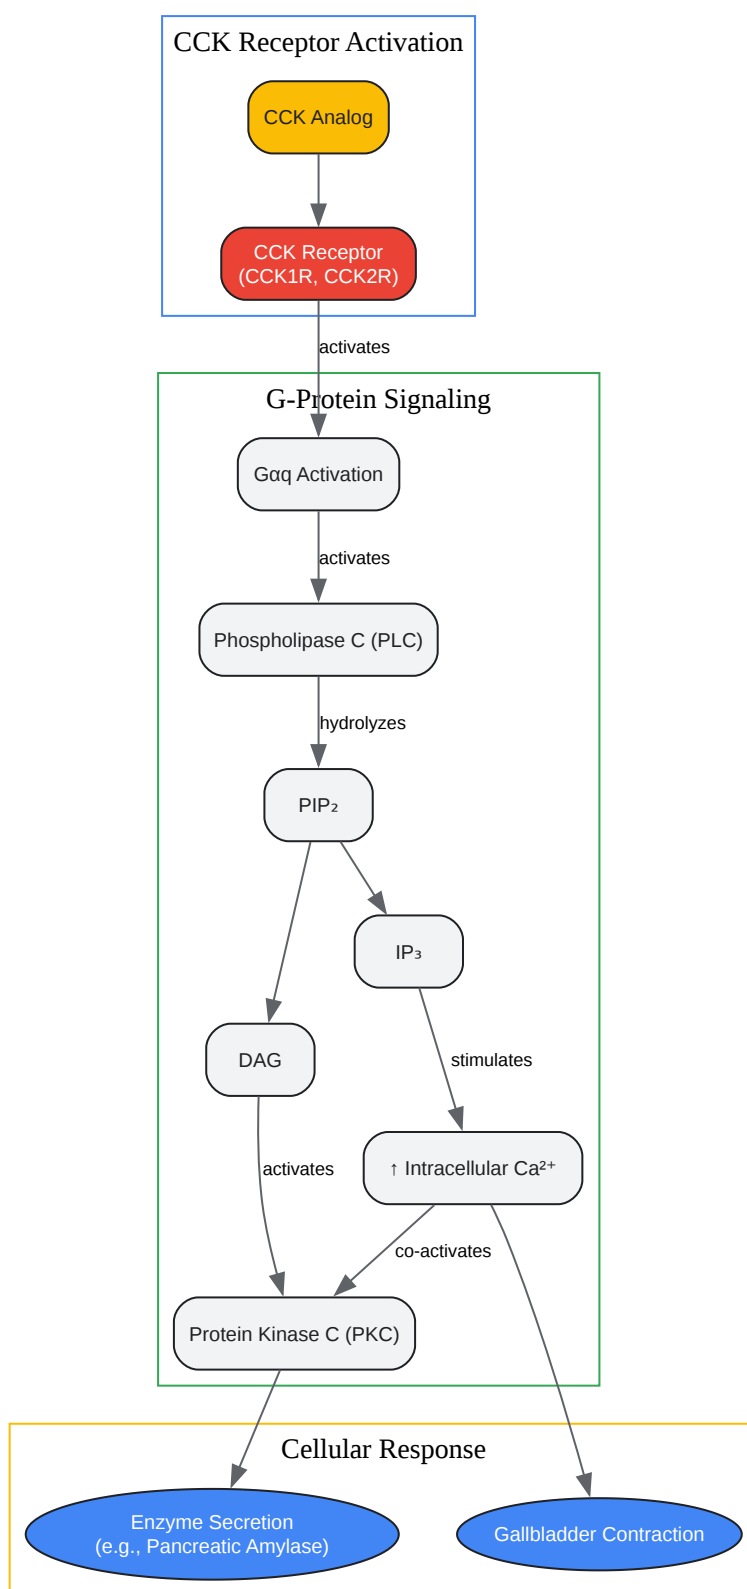 CCK Receptor Activation
CCK Analog
CCK Receptor
(CCK1R, CCK2R)
activates
G-Protein Signaling
Gαq Activation
activates
Phospholipase C (PLC)
hydrolyzes
PIP₂
IP₃
DAG
stimulates
activates
↑ Intracellular Ca²⁺
co-activates
Protein Kinase C (PKC)
Cellular Response
Enzyme Secretion
(e.g., Pancreatic Amylase)
Gallbladder Contraction